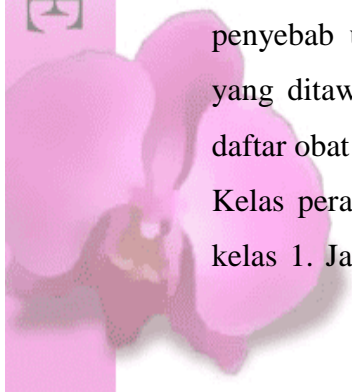 penyebab
yang ditaw
daftar obat
Kelas pera
kelas 1. Ja